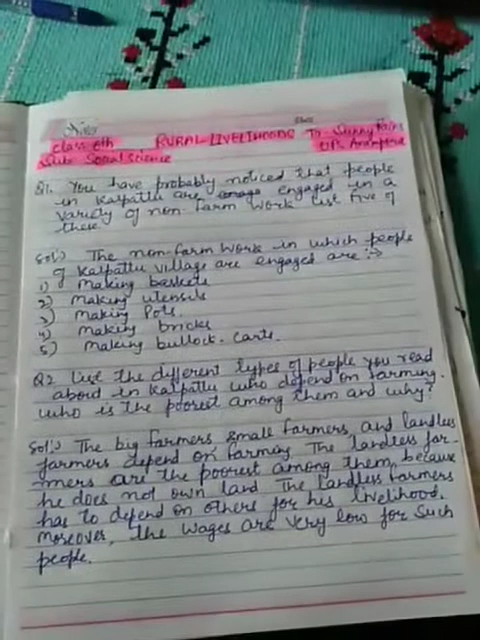 Notes
class 6th RURAL LIVELIHOODS Tr- Sunny
Sub: Social science
Q1. You have probably noticed that people
in Kalpattu are engaged in a
variety of non-farm work list five of
these
Sol:) The non-farm work in which people
of Kalpattu village are engaged are :->
1) Making baskets
2) Making utensils
3) Making Pots.
4) Making bricks
5) Making bullock-carts.
Q2 List the different types of people you read
about in Kalpattu who depend on farming.
Who is the poorest among them and why?
Sol:) The big farmers, small farmers, and landless
farmers depend on farming. The landless far-
mers are the poorest among them, because
he does not own land The landless farmers
has to depend on others for his livelihood.
Moreover, the wages are very low for such
people.